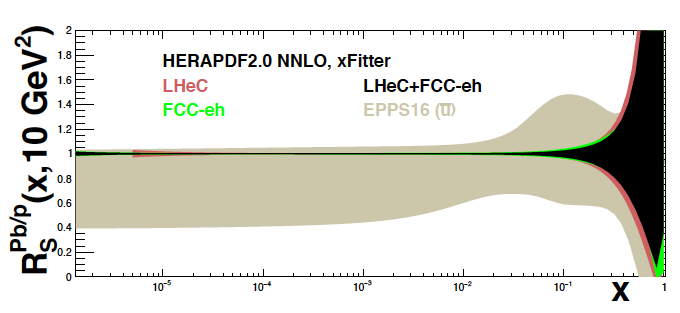 HERAPDF2.0 NNLO, xFitter
LHeC
LHeC+FCC-eh
FCC-eh
EPPS16 ()
R_S^{Pb/p}(x,10 GeV²)
2
1.8
1.6
1.4
1.2
1
0.8
0.6
0.4
0.2
0
10⁻⁵
10⁻⁴
10⁻³
10⁻²
10⁻¹
1
x